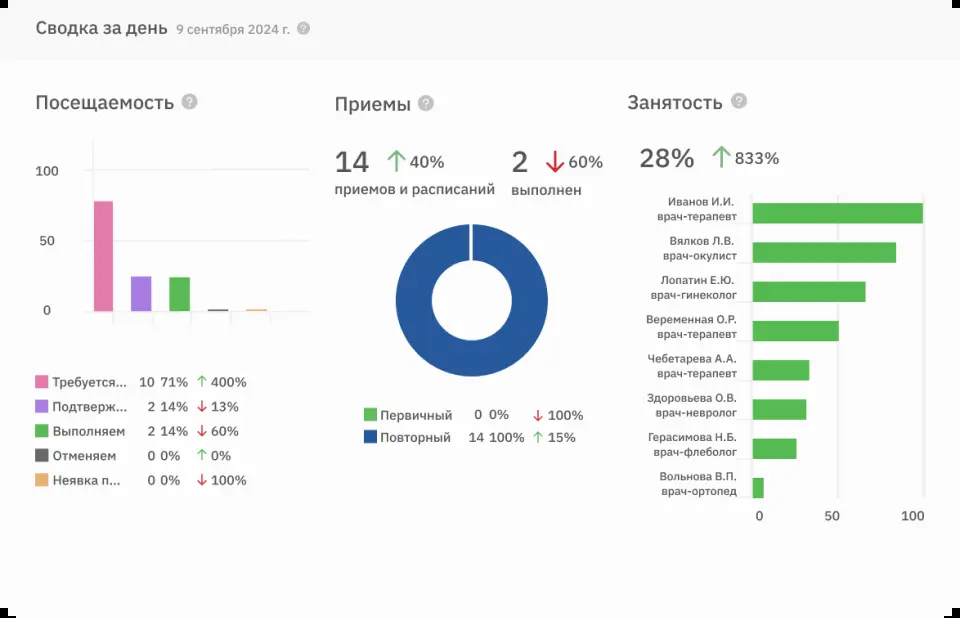 Сводка за день 9 сентября 2024 г. ?
Посещаемость ?
100
50
0
Требуется... 10 71% ↑ 400%
Подтверж... 2 14% ↓ 13%
Выполняем 2 14% ↓ 60%
Отменяем 0 0% ↑ 0%
Неявка п... 0 0% ↓ 100%
Приемы ?
14 ↑ 40%
приемов и расписаний
2 ↓ 60%
выполнен
Первичный 0 0% ↓ 100%
Повторный 14 100% ↑ 15%
Занятость ?
28% ↑ 833%
Иванов И.И.
врач-терапевт
Вялков Л.В.
врач-окулист
Лопатин Е.Ю.
врач-гинеколог
Веременная О.Р.
врач-терапевт
Чебетарева А.А.
врач-терапевт
Здоровьева О.В.
врач-невролог
Герасимова Н.Б.
врач-флеболог
Вольнова В.П.
врач-ортопед
0 50 100